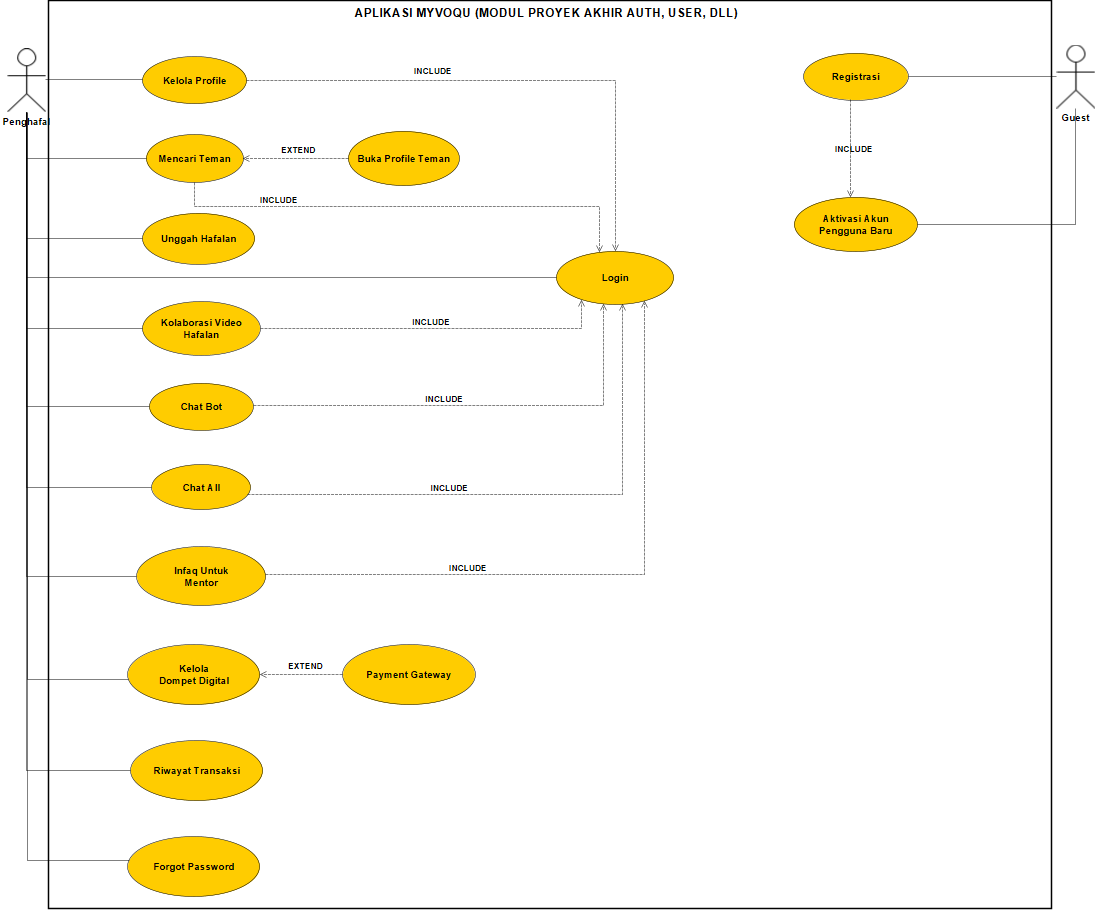 APLIKASI MYVOQU (MODUL PROYEK AKHIR AUTH, USER, DLL)
Penghafal
Guest
Kelola Profile
INCLUDE
Registrasi
INCLUDE
Mencari Teman
EXTEND
Buka Profile Teman
INCLUDE
Aktivasi Akun
Pengguna Baru
Unggah Hafalan
Login
Kolaborasi Video
Hafalan
INCLUDE
Chat Bot
INCLUDE
Chat All
INCLUDE
Infaq Untuk
Mentor
INCLUDE
Kelola
Dompet Digital
EXTEND
Payment Gateway
Riwayat Transaksi
Forgot Password